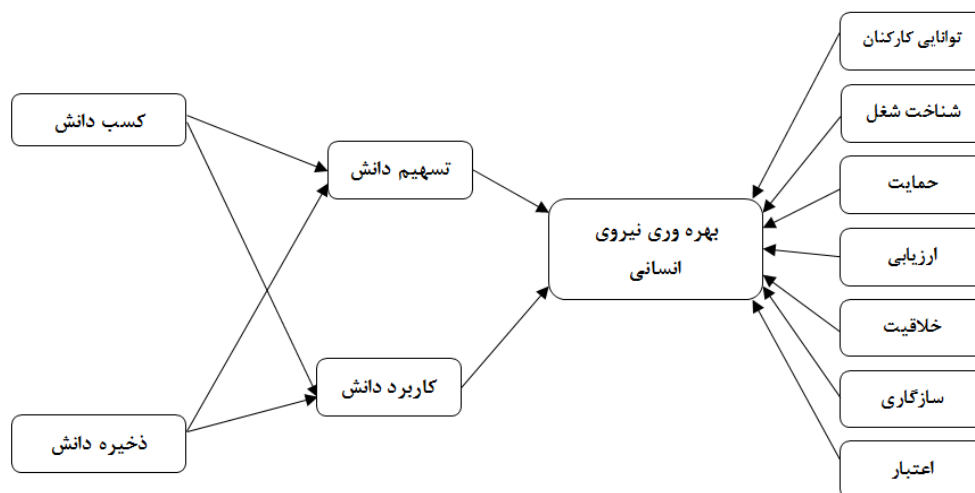 کسب دانش
ذخیره دانش
تسهیم دانش
کاربرد دانش
بهره وری نیروی
انسانی
توانایی کارکنان
شناخت شغل
حمایت
ارزیابی
خلاقیت
سازگاری
اعتبار